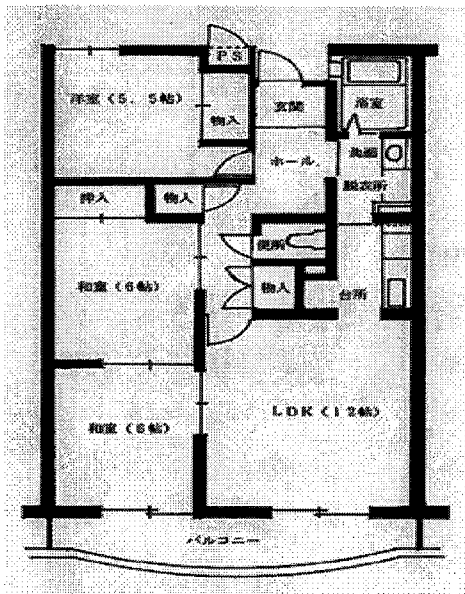 PS
洋室(5.5帖)
物入
玄関
浴室
ホール
洗面
脱衣所
押入
物入
便所
和室(6帖)
物入
台所
LDK(12帖)
和室(6帖)
バルコニー